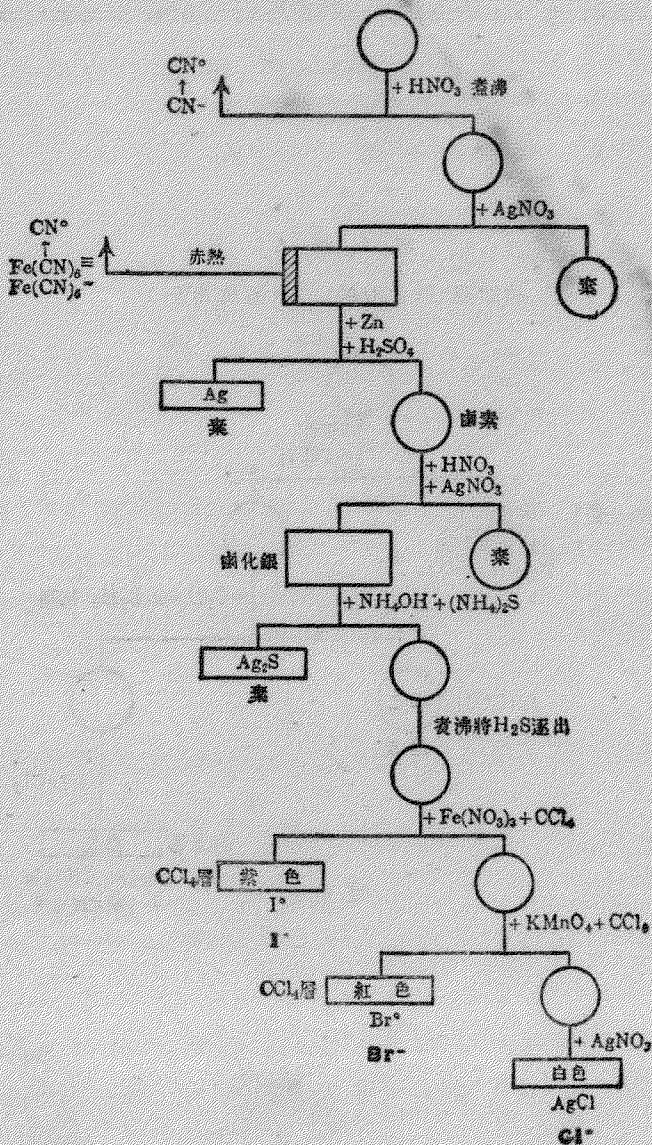 + HNO₃ 煮沸
CN°
↑
CN-
+ AgNO₃
CN°
↑
Fe(CN)₆≡
Fe(CN)₆⁻
赤熱
棄
+ Zn
+ H₂SO₄
Ag
棄
鹵素
+ HNO₃
+ AgNO₃
鹵化銀
棄
+ NH₄OH + (NH₄)₂S
Ag₂S
棄
煮沸將H₂S逐出
+ Fe(NO₃)₃ + CCl₄
CCl₄層 紫色
I°
I⁻
+ KMnO₄ + CCl₄
CCl₄層 紅色
Br°
Br⁻
+ AgNO₃
白色
AgCl
Cl⁻